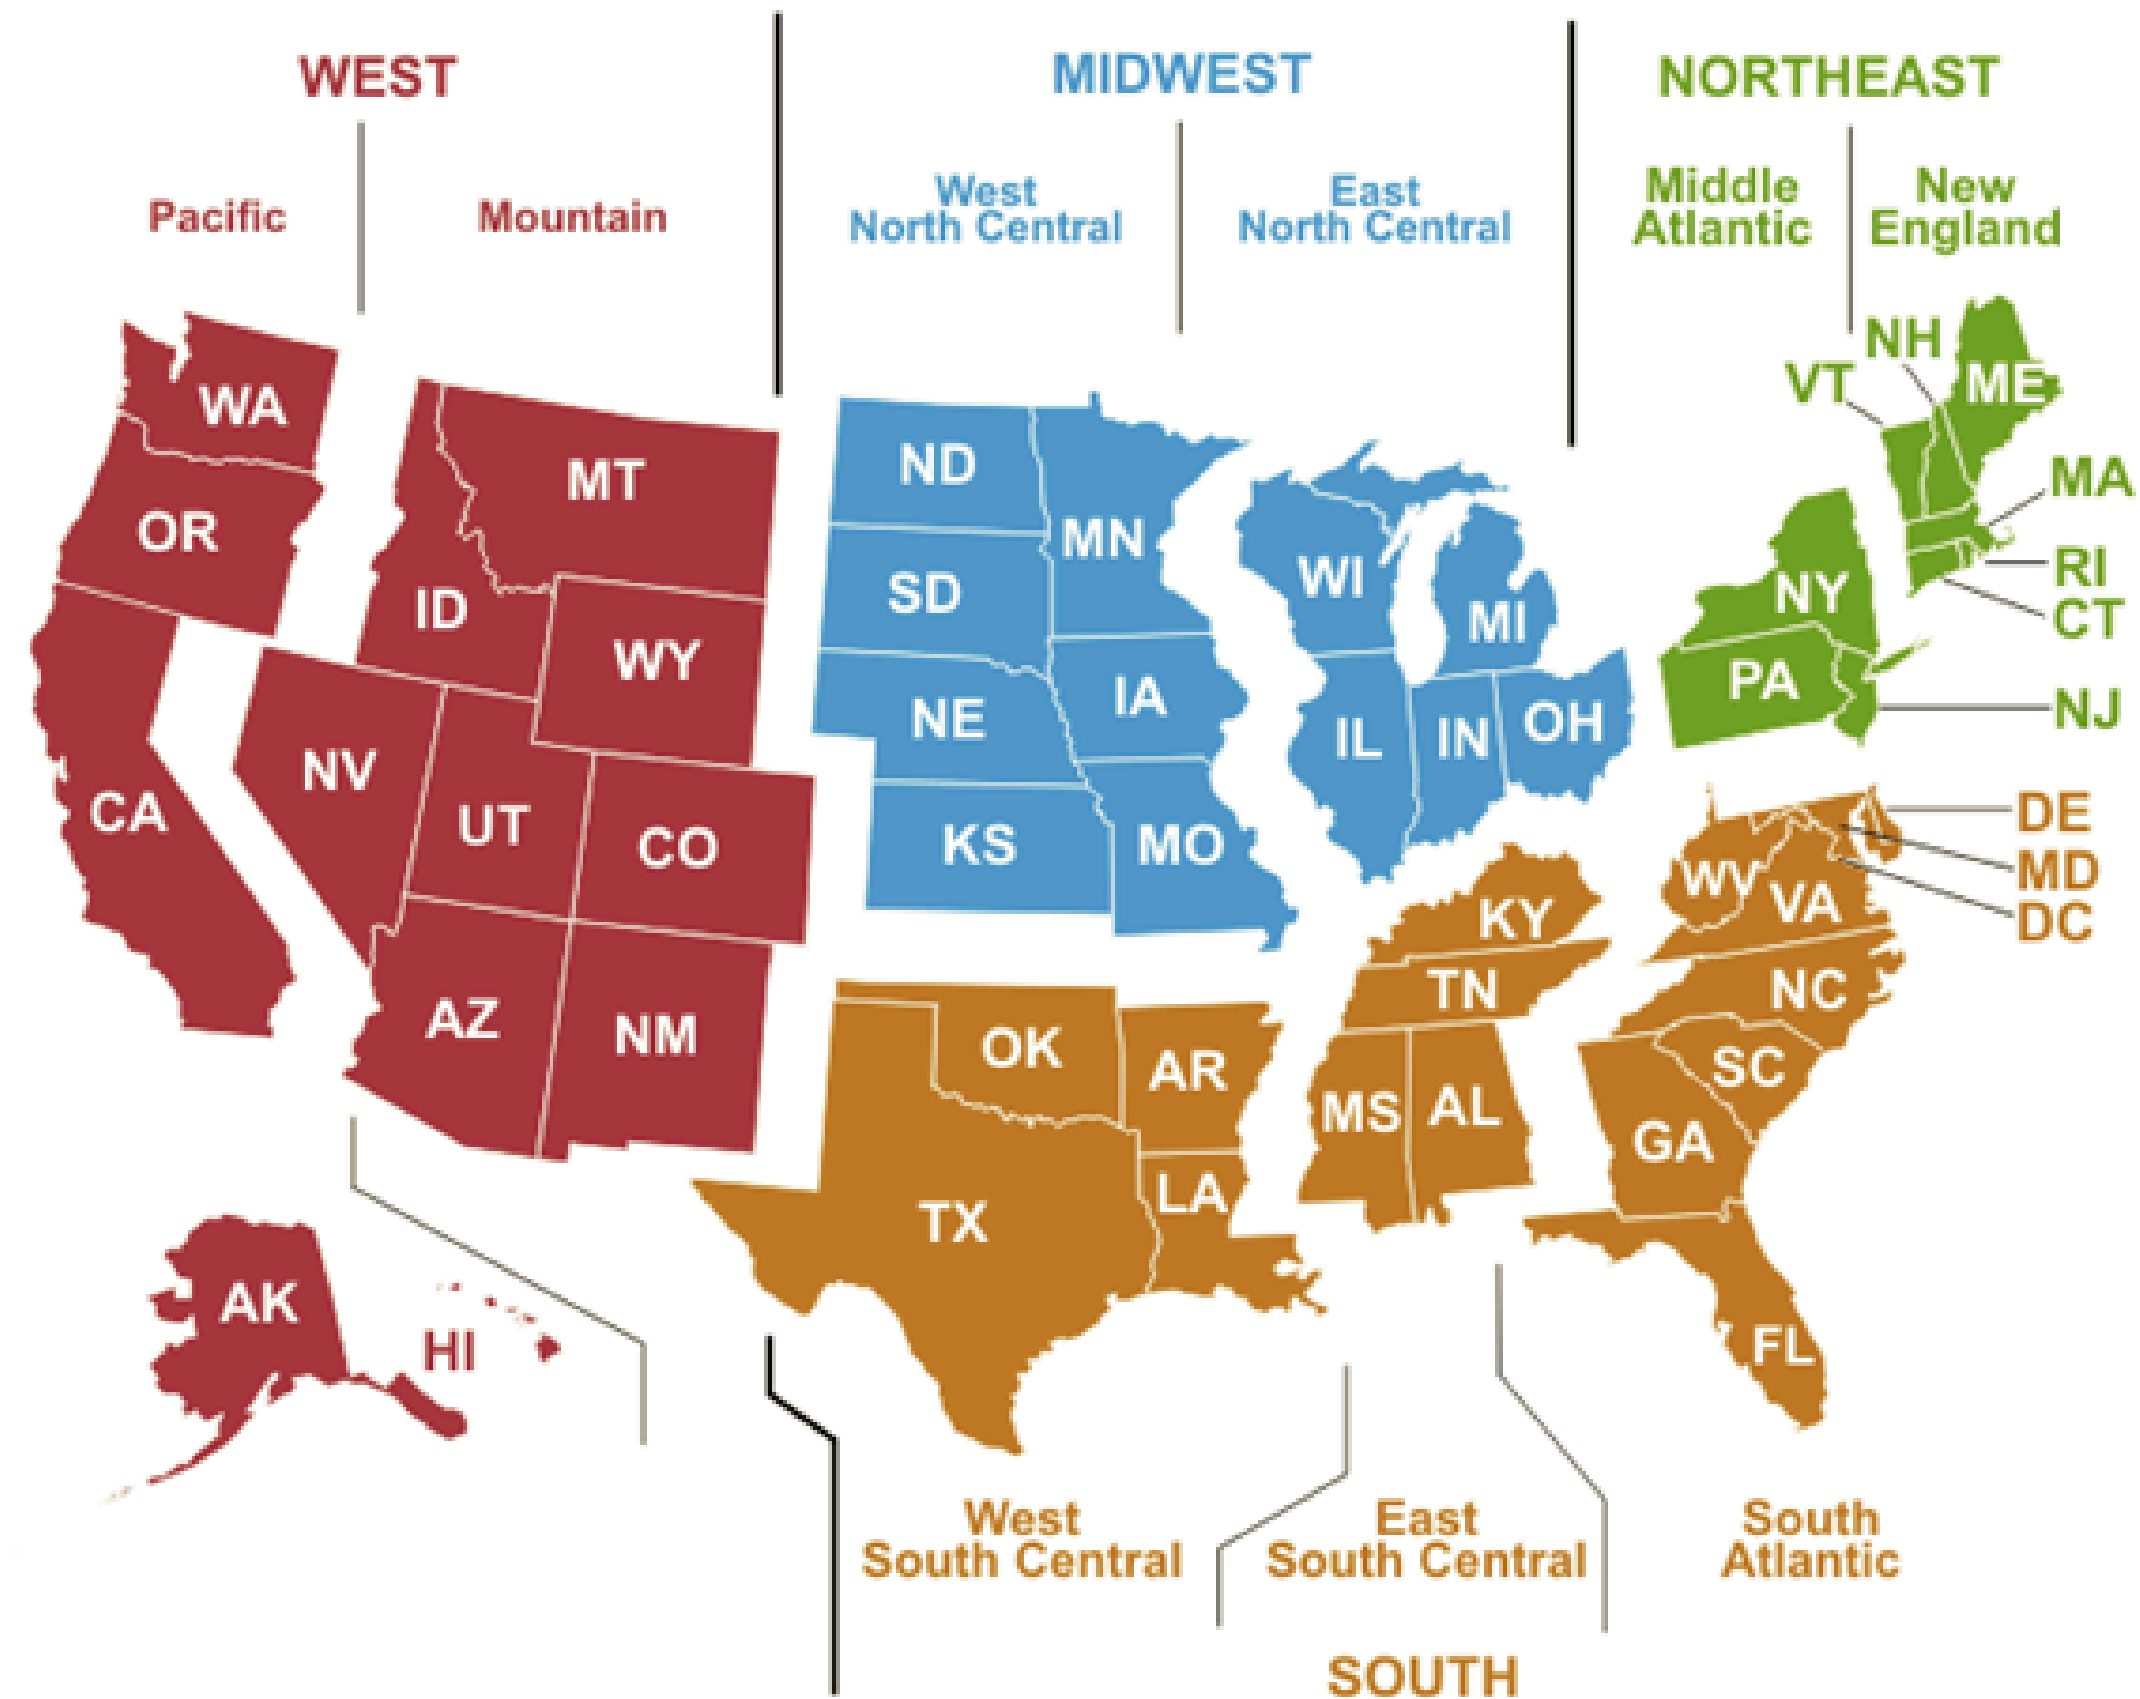 WEST
MIDWEST
NORTHEAST
Pacific
Mountain
West
North Central
East
North Central
Middle
Atlantic
New
England
WA
OR
CA
AK
HI
MT
ID
WY
NV
UT
CO
AZ
NM
ND
SD
NE
KS
MN
IA
MO
WI
MI
IL
IN
OH
NY
PA
NJ
VT
NH
ME
MA
RI
CT
OK
AR
TX
LA
KY
TN
MS
AL
DE
MD
DC
WV
VA
NC
SC
GA
FL
West
South Central
East
South Central
South
Atlantic
SOUTH